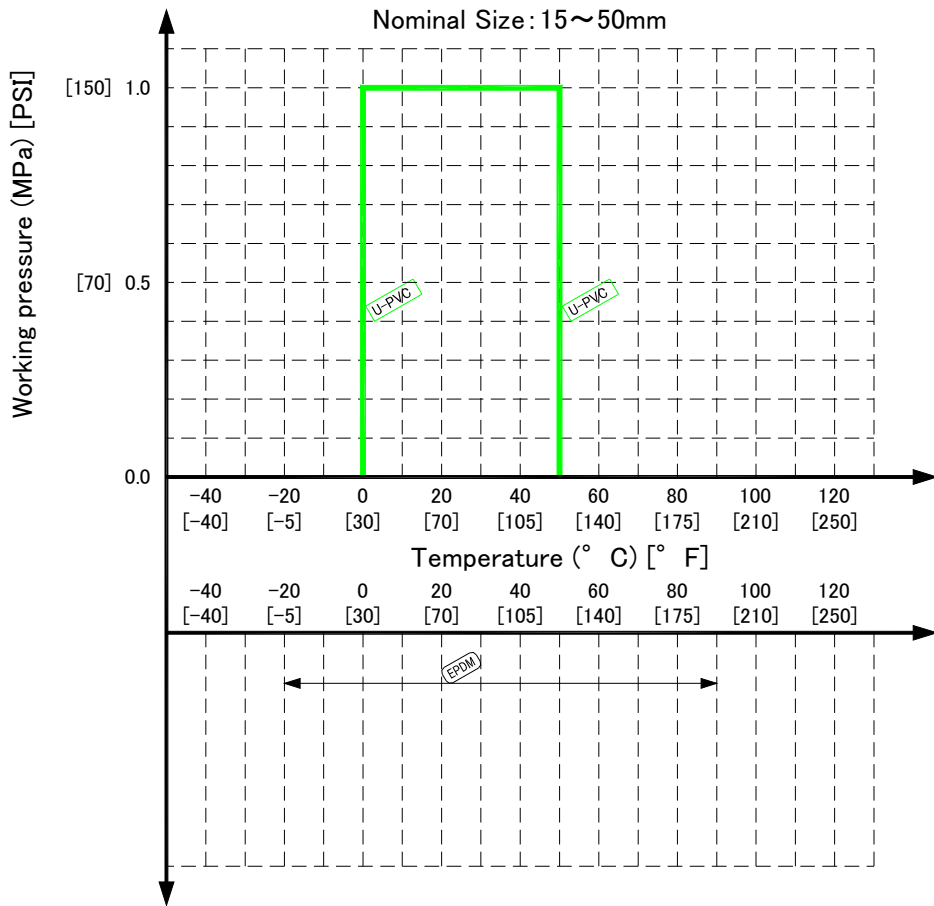 Nominal Size：15～50mm
Working pressure (MPa) [PSI]
[150] 1.0
[70] 0.5
0.0
U-PVC
U-PVC
-40 -20 0 20 40 60 80 100 120
[-40] [-5] [30] [70] [105] [140] [175] [210] [250]
Temperature (° C) [° F]
-40 -20 0 20 40 60 80 100 120
[-40] [-5] [30] [70] [105] [140] [175] [210] [250]
EPDM